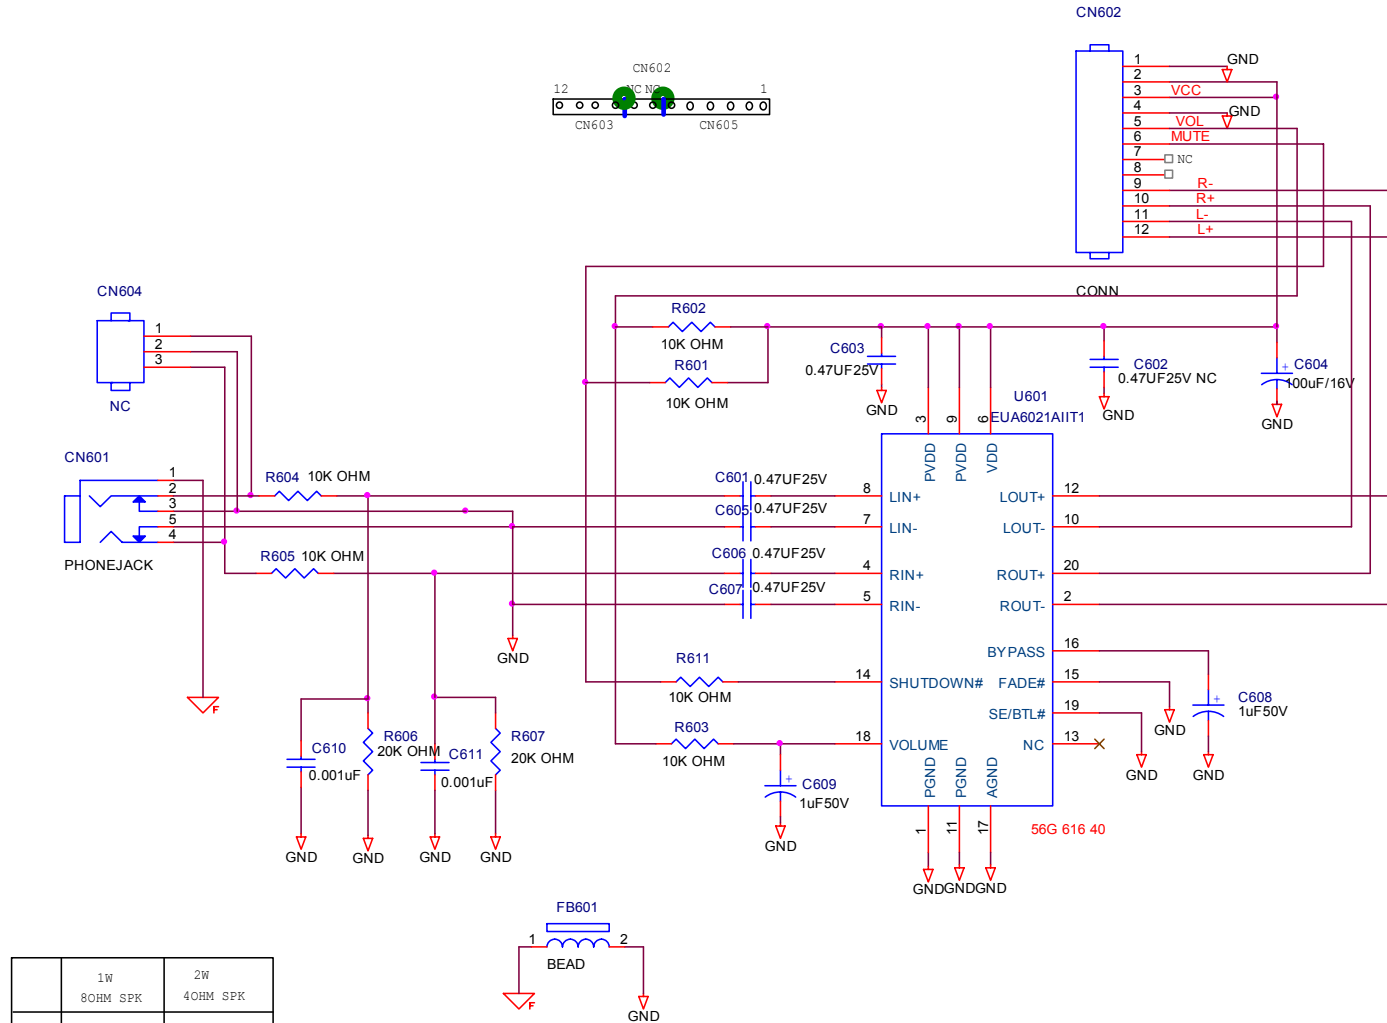 CN602
CN602
12
NC NC
1
CN603
CN605
1
GND
2
3
VCC
4
GND
5
VOL
6
MUTE
7
NC
8
9
R-
10
R+
11
L-
12
L+
CONN
CN604
1
2
3
NC
R602
10K OHM
R601
10K OHM
C603
0.47UF25V
GND
C602
0.47UF25V NC
GND
C604
+
100uF/16V
GND
U601
EUA6021AIIT1
3
9
6
PVDD
PVDD
VDD
CN601
1
2
3
5
4
PHONEJACK
R604 10K OHM
R605 10K OHM
C601 0.47UF25V
C605 0.47UF25V
C606 0.47UF25V
C607 0.47UF25V
8
LIN+
LOUT+
12
7
LIN-
LOUT-
10
4
RIN+
ROUT+
20
5
RIN-
ROUT-
2
GND
BYPASS
16
R611
10K OHM
14
SHUTDOWN#
FADE#
15
GND
SE/BTL#
19
GND
+
C608
1uF50V
GND
R603
10K OHM
18
VOLUME
NC
13
F
C610
0.001uF
GND
R606
20K OHM
GND
C611
0.001uF
GND
R607
20K OHM
GND
+
C609
1uF50V
GND
PGND
PGND
AGND
1
11
17
56G 616 40
GND
GND
GND
FB601
1
2
BEAD
F
GND
1W
8OHM SPK
2W
4OHM SPK